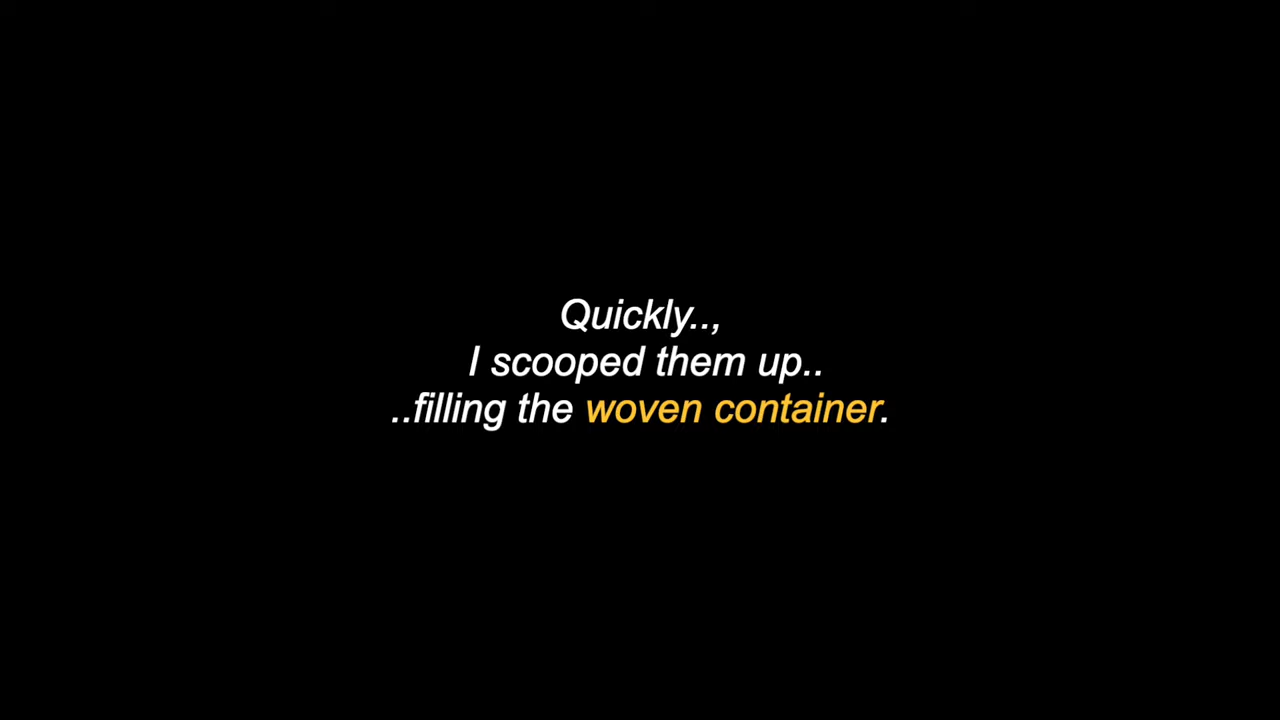 Quickly..,
I scooped them up..
..filling the woven container.